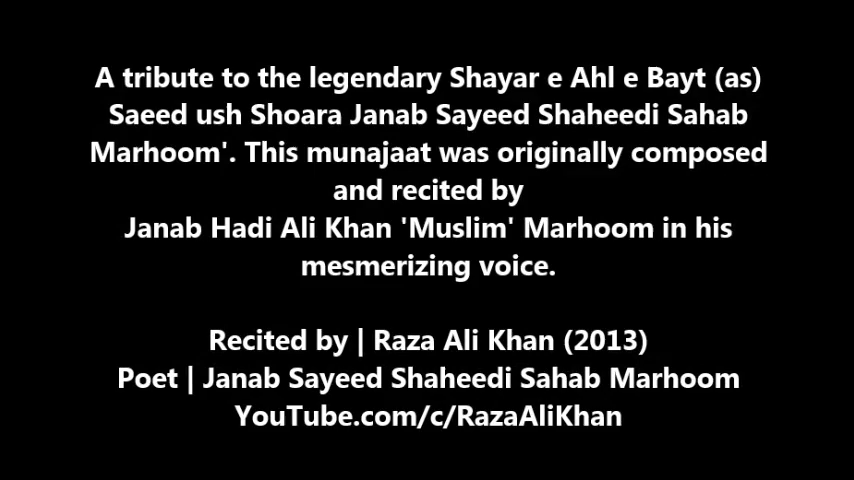 A tribute to the legendary Shayar e Ahl e Bayt (as)
Saeed ush Shoara Janab Sayeed Shaheedi Sahab
Marhoom'. This munajaat was originally composed
and recited by
Janab Hadi Ali Khan 'Muslim' Marhoom in his
mesmerizing voice.
Recited by | Raza Ali Khan (2013)
Poet | Janab Sayeed Shaheedi Sahab Marhoom
YouTube.com/c/RazaAliKhan